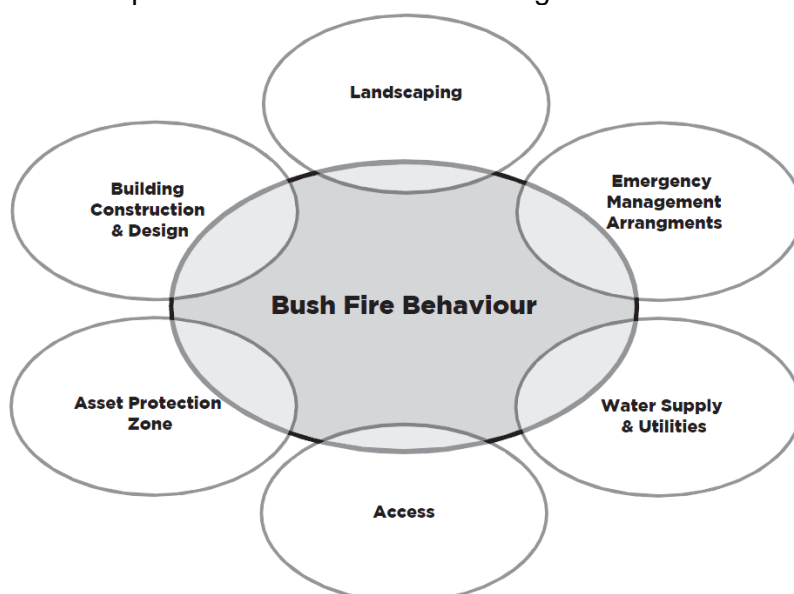 Landscaping
Building
Construction
& Design
Emergency
Management
Arrangments
Bush Fire Behaviour
Asset Protection
Zone
Water Supply
& Utilities
Access